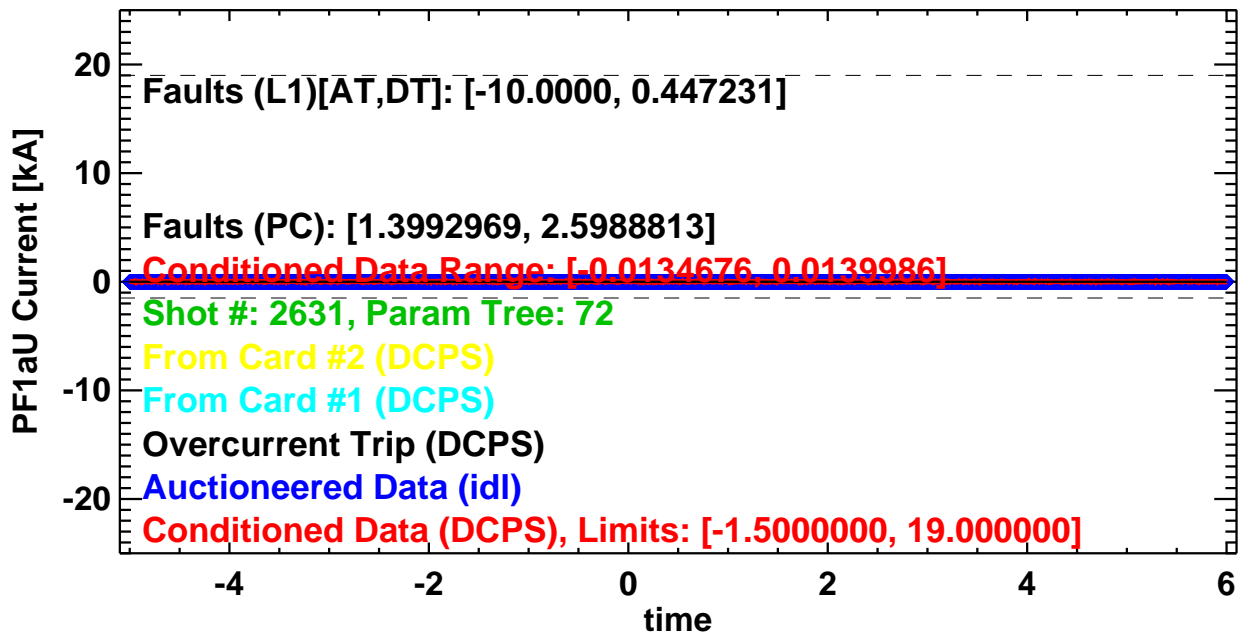 20
Faults (L1)[AT,DT]: [-10.0000, 0.447231]
10
Faults (PC): [1.3992969, 2.5988813]
Conditioned Data Range: [-0.0134676, 0.0139986]
0
Shot #: 2631, Param Tree: 72
From Card #2 (DCPS)
-10
From Card #1 (DCPS)
Overcurrent Trip (DCPS)
Auctioneered Data (idl)
-20
Conditioned Data (DCPS), Limits: [-1.5000000, 19.000000]
PF1aU Current [kA]
-4 -2 0 2 4 6
time